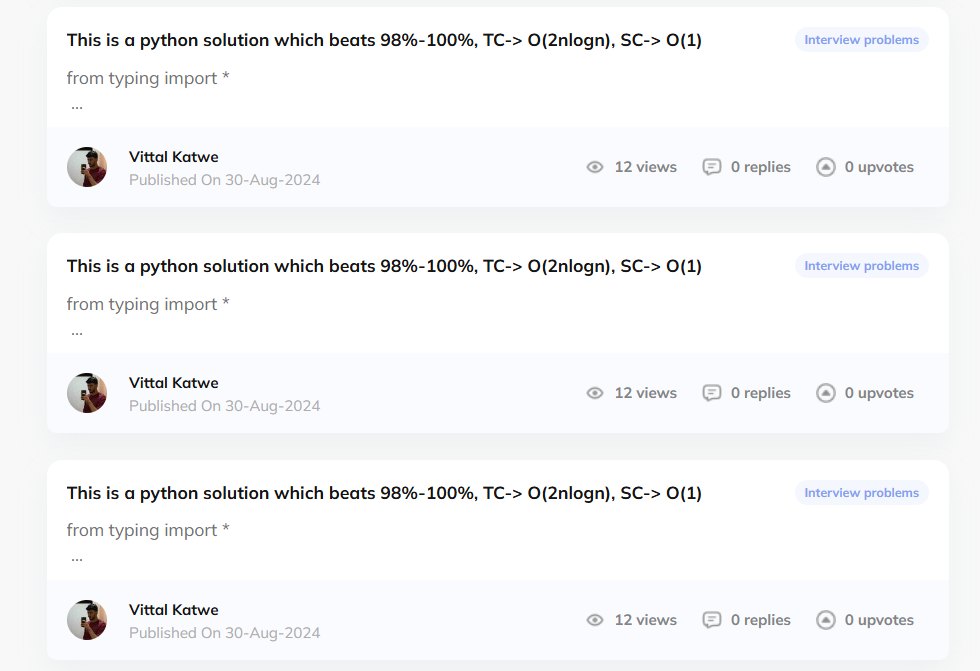 This is a python solution which beats 98%-100%, TC-> O(2nlogn), SC-> O(1)
Interview problems
from typing import *
...
Vittal Katwe
Published On 30-Aug-2024
12 views
0 replies
0 upvotes
This is a python solution which beats 98%-100%, TC-> O(2nlogn), SC-> O(1)
Interview problems
from typing import *
...
Vittal Katwe
Published On 30-Aug-2024
12 views
0 replies
0 upvotes
This is a python solution which beats 98%-100%, TC-> O(2nlogn), SC-> O(1)
Interview problems
from typing import *
...
Vittal Katwe
Published On 30-Aug-2024
12 views
0 replies
0 upvotes